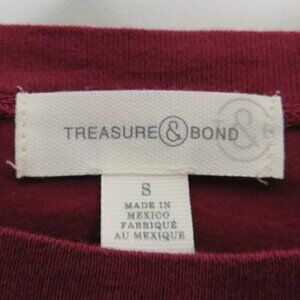 TREASURE & BOND
S
MADE IN
MEXICO
FABRIQUÉ
AU MEXIQUE